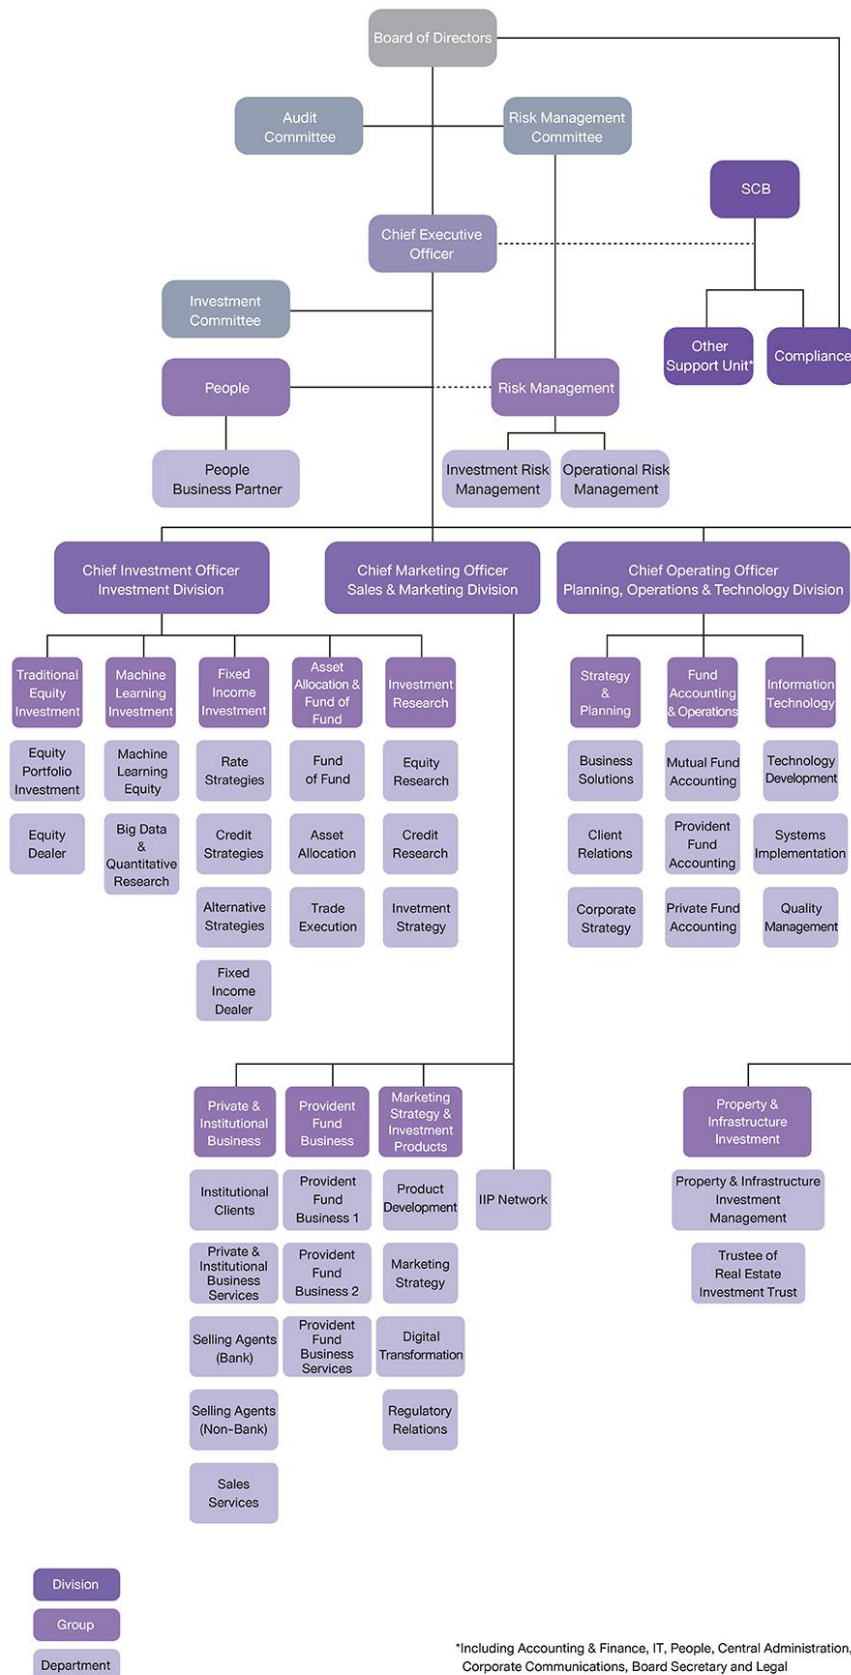 Board of Directors
Audit
Committee
Risk Management
Committee
SCB
Chief Executive
Officer
Investment
Committee
Other
Support Unit*
Compliance
People
Risk Management
People
Business Partner
Investment Risk
Management
Operational Risk
Management
Chief Investment Officer
Investment Division
Chief Marketing Officer
Sales & Marketing Division
Chief Operating Officer
Planning, Operations & Technology Division
Traditional
Equity
Investment
Machine
Learning
Investment
Fixed
Income
Investment
Asset
Allocation &
Fund of
Fund
Investment
Research
Strategy
&
Planning
Fund
Accounting
& Operations
Information
Technology
Equity
Portfolio
Investment
Machine
Learning
Equity
Rate
Strategies
Fund
of Fund
Equity
Research
Business
Solutions
Mutual Fund
Accounting
Technology
Development
Equity
Dealer
Big Data
&
Quantitative
Research
Credit
Strategies
Asset
Allocation
Credit
Research
Client
Relations
Provident
Fund
Accounting
Systems
Implementation
Alternative
Strategies
Trade
Execution
Invetment
Strategy
Corporate
Strategy
Private Fund
Accounting
Quality
Management
Fixed
Income
Dealer
Private &
Institutional
Business
Provident
Fund
Business
Marketing
Strategy &
Investment
Products
Property &
Infrastructure
Investment
Institutional
Clients
Provident
Fund
Business 1
Product
Development
IIP Network
Property & Infrastructure
Investment
Management
Private &
Institutional
Business
Services
Provident
Fund
Business 2
Marketing
Strategy
Trustee of
Real Estate
Investment Trust
Selling Agents
(Bank)
Provident
Fund
Business
Services
Digital
Transformation
Selling Agents
(Non-Bank)
Regulatory
Relations
Sales
Services
Division
Group
Department
*Including Accounting & Finance, IT, People, Central Administration,
Corporate Communications, Board Secretary and Legal